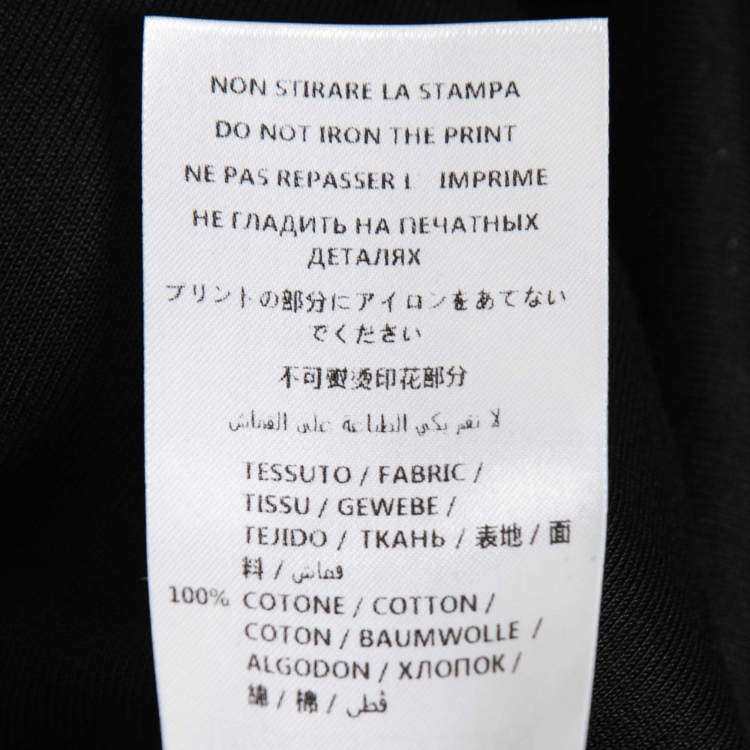 NON STIRARE LA STAMPA
DO NOT IRON THE PRINT
NE PAS REPASSER L IMPRIME
НЕ ГЛАДИТЬ НА ПЕЧАТНЫХ
ДЕТАЛЯХ
プリントの部分にアイロンをあてない
でください
不可熨烫印花部分
لا تقم بكي الطباعة على القماش
TESSUTO / FABRIC /
TISSU / GEWEBE /
TEJIDO / ТКАНЬ / 表地 / 面
料 / قماش
100% COTONE / COTTON /
COTON / BAUMWOLLE /
ALGODON / ХЛОПОК /
綿 / 棉 / قطن